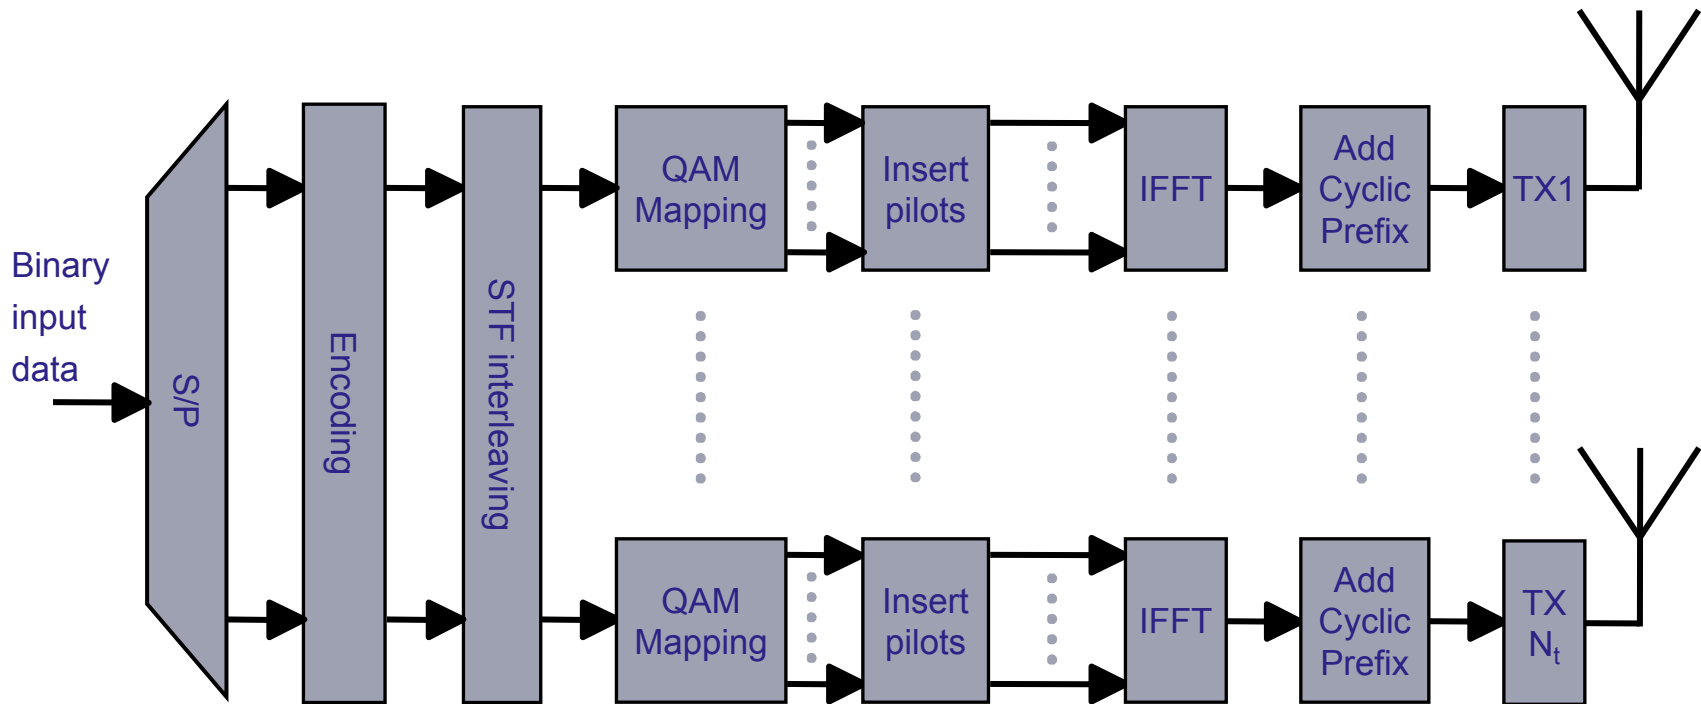 Binary
input
data
S/P
Encoding
STF interleaving
QAM
Mapping
Insert
pilots
IFFT
Add
Cyclic
Prefix
TX1
QAM
Mapping
Insert
pilots
IFFT
Add
Cyclic
Prefix
TX
Nt